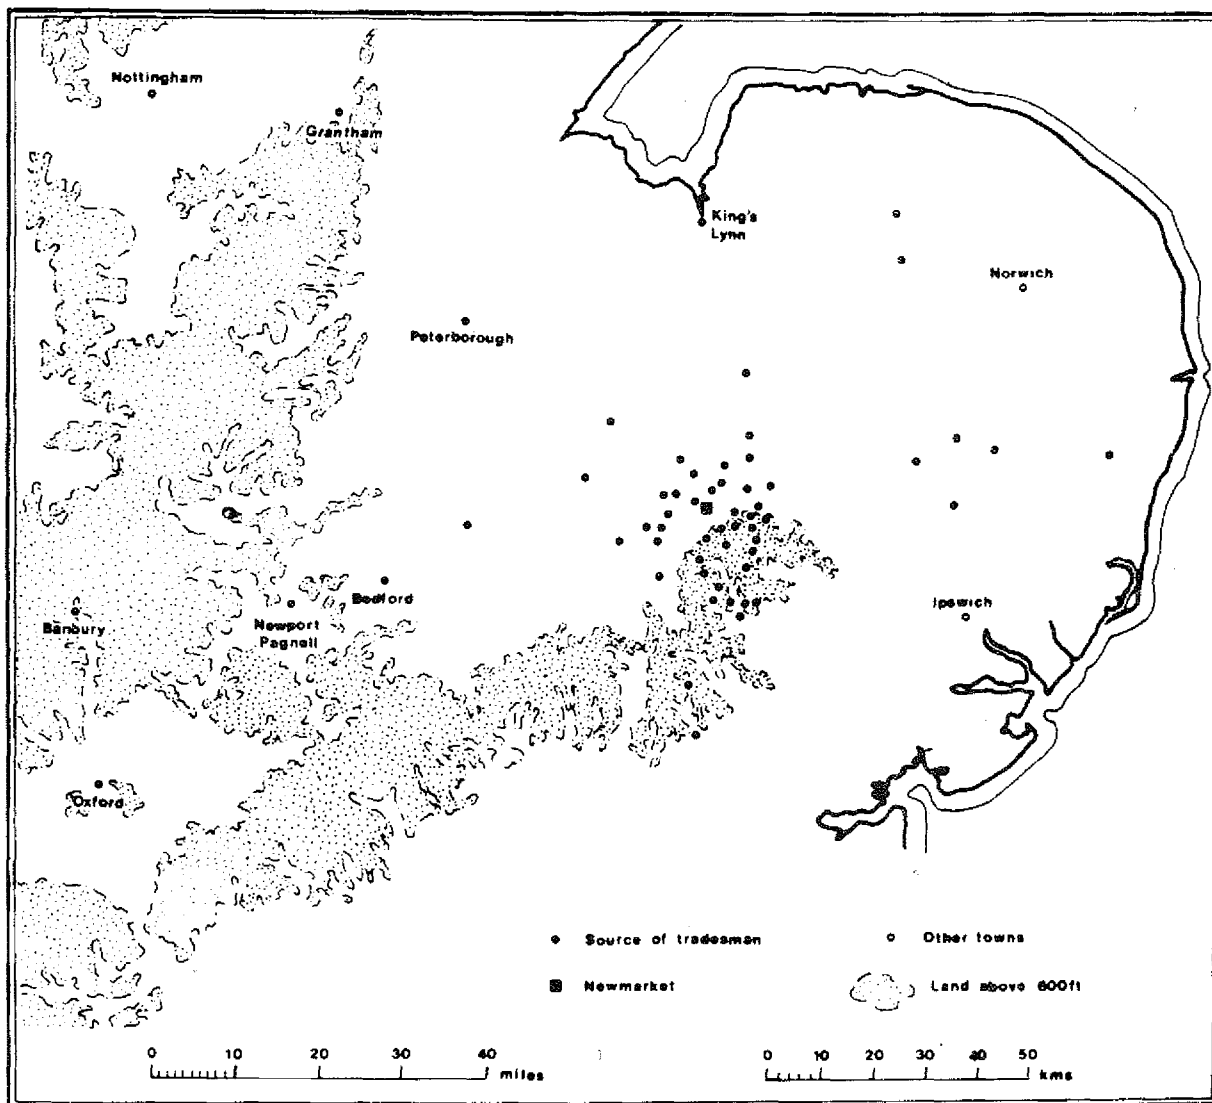 Nottingham
Grantham
King's
Lynn
Norwich
Peterborough
Bedford
Banbury
Newport
Pagnell
Ipswich
Oxford
Source of tradesman
Other towns
Newmarket
Land above 600ft
0 10 20 30 40
miles
0 10 20 30 40 50
kms